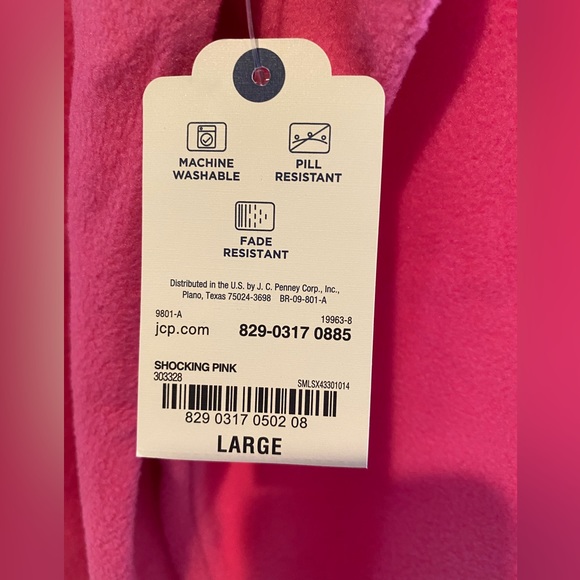 MACHINE
WASHABLE
PILL
RESISTANT
FADE
RESISTANT
Distributed in the U.S. by J. C. Penney Corp., Inc.,
Plano, Texas 75024-3698 BR-09-801-A
9801-A 19963-8
jcp.com 829-0317 0885
SHOCKING PINK
303328 SMLSX43301014
829 0317 0502 08
LARGE